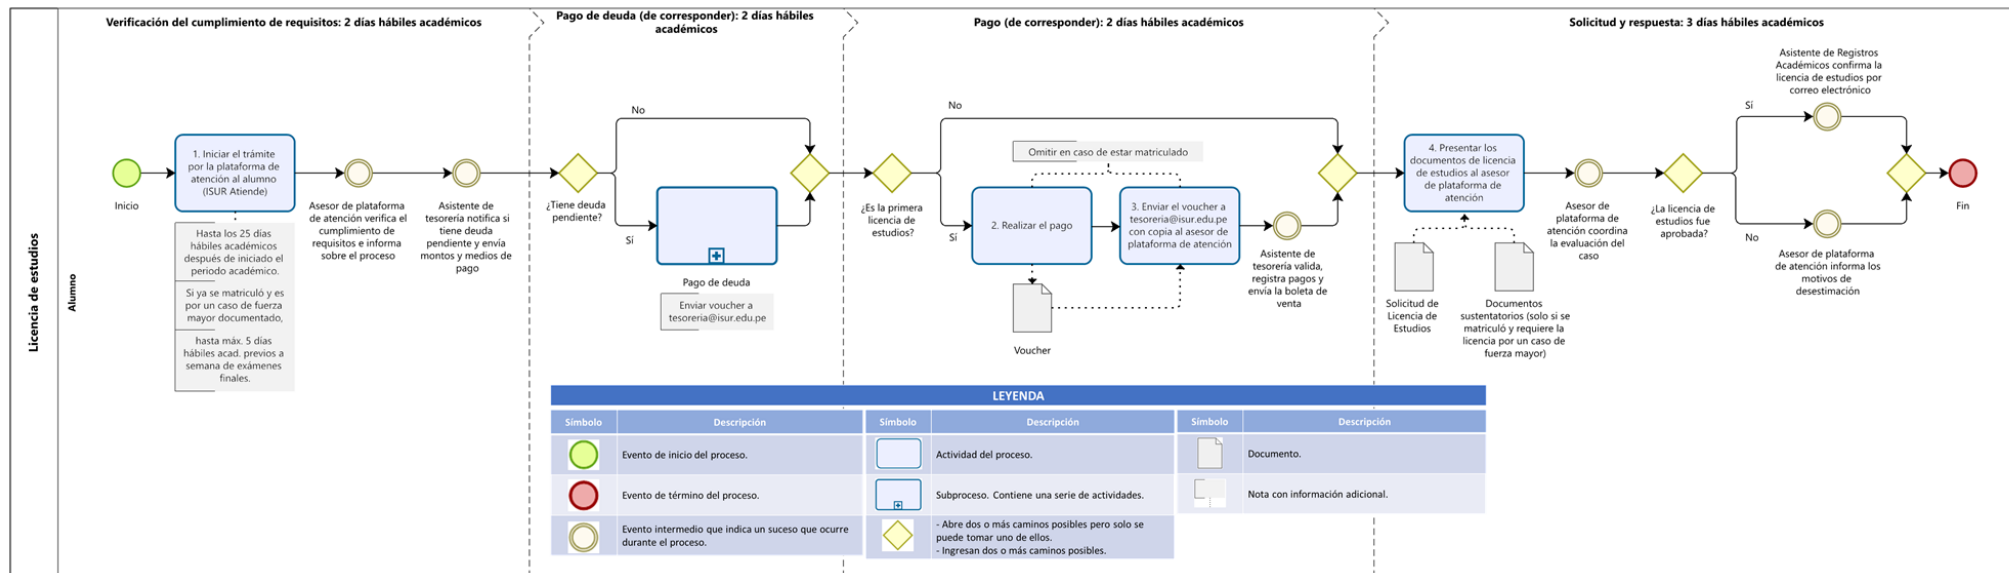 Verificación del cumplimiento de requisitos: 2 días hábiles académicos
Pago de deuda (de corresponder): 2 días hábiles
académicos
Pago (de corresponder): 2 días hábiles académicos
Solicitud y respuesta: 3 días hábiles académicos
Licencia de estudios
Alumno
Inicio
1. Iniciar el trámite
por la plataforma de
atención al alumno
(ISUR Atiende)
Hasta los 25 días
hábiles académicos
después de iniciado el
periodo académico.
Si ya se matriculó y es
por un caso de fuerza
mayor documentado,
hasta máx. 5 días
hábiles acad. previos a
semana de exámenes
finales.
Asesor de plataforma
de atención verifica el
cumplimiento de
requisitos e informa
sobre el proceso
Asistente de
tesorería notifica si
tiene deuda
pendiente y envía
montos y medios de
pago
¿Tiene deuda
pendiente?
No
Sí
Pago de deuda
Enviar voucher a
tesoreria@isur.edu.pe
¿Es la primera
licencia de
estudios?
No
Sí
Omitir en caso de estar matriculado
2. Realizar el pago
3. Enviar el voucher a
tesoreria@isur.edu.pe
con copia al asesor de
plataforma de atención
Voucher
Asistente de
tesorería valida,
registra pagos y
envía la boleta de
venta
4. Presentar los
documentos de licencia
de estudios al asesor
de plataforma de
atención
Solicitud de
Licencia de
Estudios
Documentos
sustentatorios (solo si se
matriculó y requiere la
licencia por un caso de
fuerza mayor)
Asesor de
plataforma de
atención coordina
la evaluación del
caso
¿La licencia de
estudios fue
aprobada?
Sí
No
Asistente de Registros
Académicos confirma la
licencia de estudios por
correo electrónico
Asesor de plataforma
de atención informa los
motivos de
desestimación
Fin
LEYENDA
Símbolo Descripción Símbolo Descripción Símbolo Descripción
Evento de inicio del proceso.
Actividad del proceso.
Documento.
Evento de término del proceso.
Subproceso. Contiene una serie de actividades.
Nota con información adicional.
Evento intermedio que indica un suceso que ocurre
durante el proceso.
- Abre dos o más caminos posibles pero solo se
puede tomar uno de ellos.
- Ingresan dos o más caminos posibles.